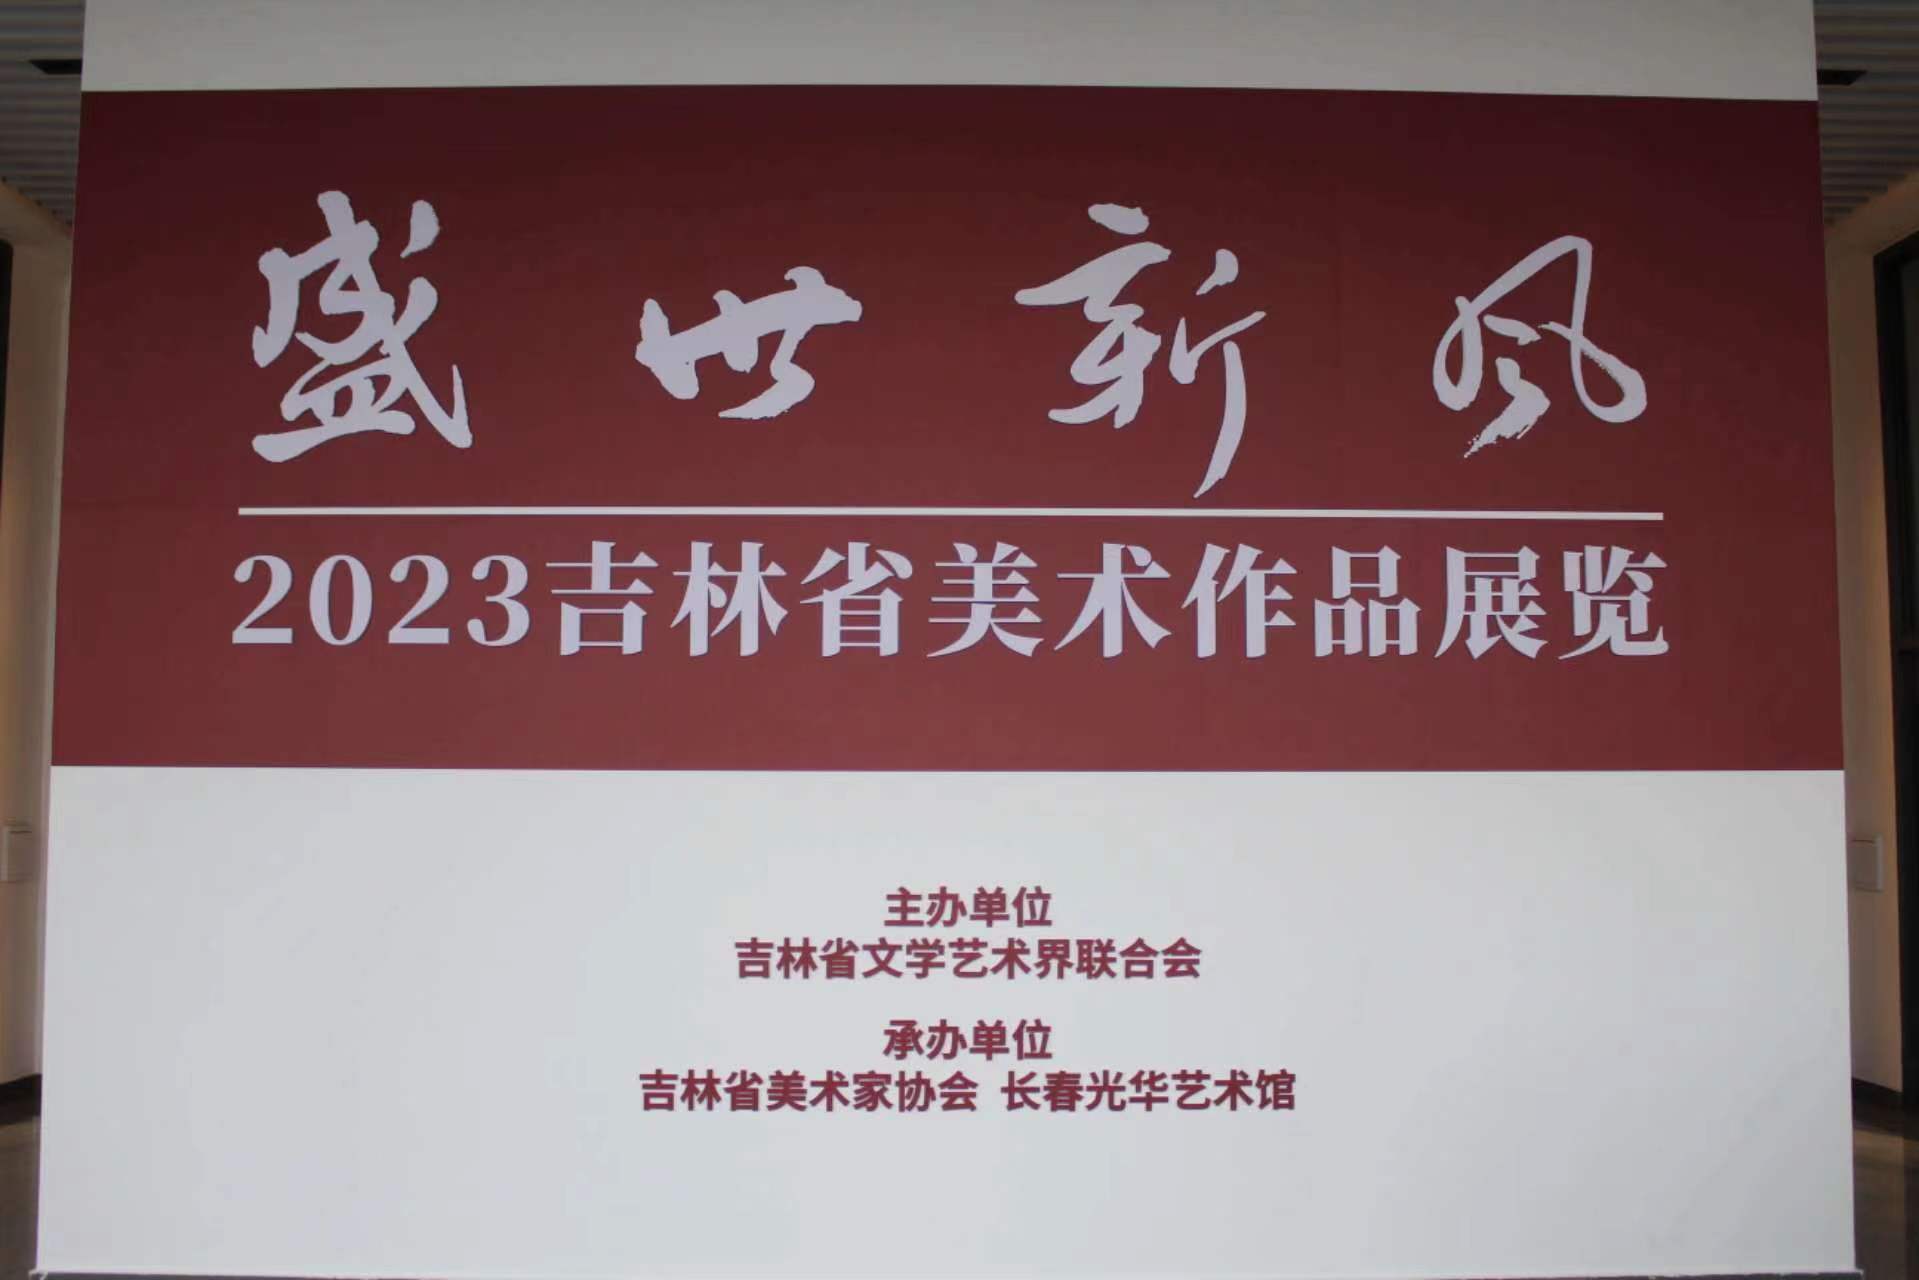 盛世新风
2023吉林省美术作品展览
主办单位
吉林省文学艺术界联合会
承办单位
吉林省美术家协会 长春光华艺术馆